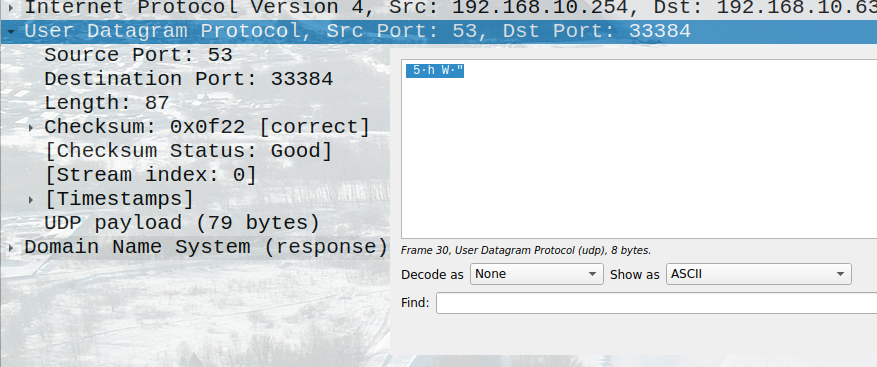 Internet Protocol Version 4, Src: 192.168.10.254, Dst: 192.168.10.63
User Datagram Protocol, Src Port: 53, Dst Port: 33384
Source Port: 53
Destination Port: 33384
Length: 87
Checksum: 0x0f22 [correct]
[Checksum Status: Good]
[Stream index: 0]
[Timestamps]
UDP payload (79 bytes)
Domain Name System (response)
5·h W·"
Frame 30, User Datagram Protocol (udp), 8 bytes.
Decode as None Show as ASCII
Find: